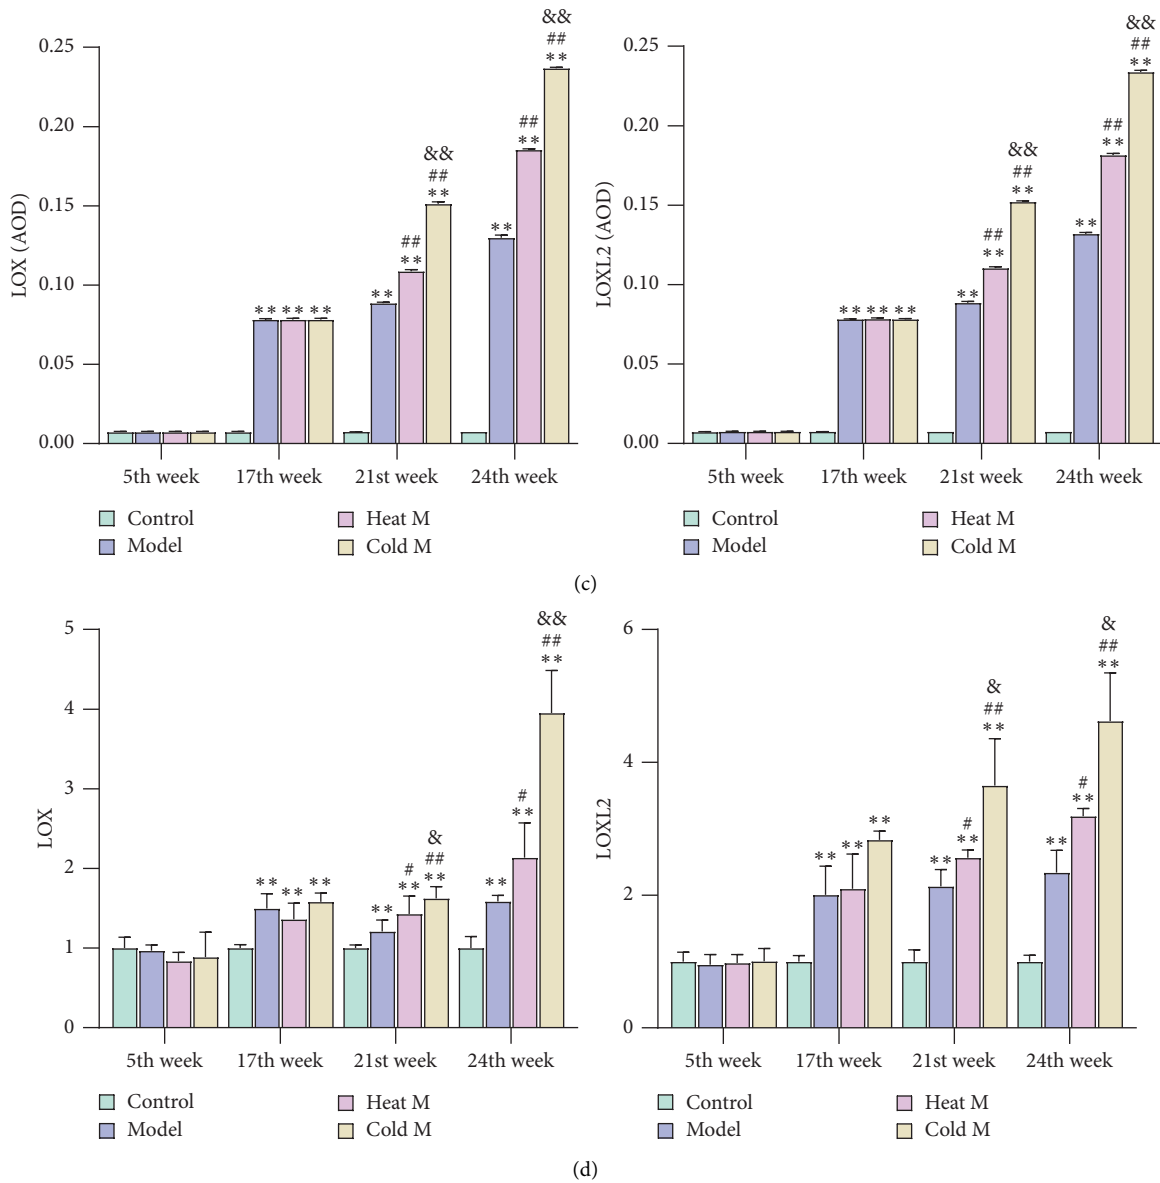 &&
##
**
0.25
0.20
0.15
0.10
0.05
0.00
LOX (AOD)
** ** **
**
##
**
&&
##
**
**
##
**
5th week
17th week
21st week
24th week
Control
Model
Heat M
Cold M
&&
##
**
0.25
0.20
0.15
0.10
0.05
0.00
LOXL2 (AOD)
** ** **
**
##
**
&&
##
**
**
##
**
5th week
17th week
21st week
24th week
Control
Model
Heat M
Cold M
(c)
5
4
3
2
1
0
LOX
** ** **
**
#
**
&
##
**
**
#
**
&&
##
**
5th week
17th week
21st week
24th week
Control
Model
Heat M
Cold M
6
4
2
0
LOXL2
** ** **
**
#
**
&
##
**
**
#
**
&
##
**
5th week
17th week
21st week
24th week
Control
Model
Heat M
Cold M
(d)